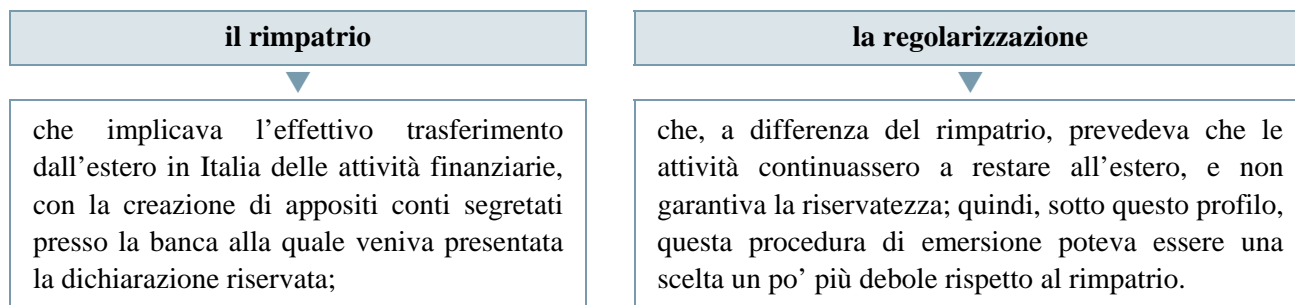 il rimpatrio
che implicava l’effettivo trasferimento
dall’estero in Italia delle attività finanziarie,
con la creazione di appositi conti segretati
presso la banca alla quale veniva presentata
la dichiarazione riservata;
la regolarizzazione
che, a differenza del rimpatrio, prevedeva che le
attività continuassero a restare all’estero, e non
garantiva la riservatezza; quindi, sotto questo profilo,
questa procedura di emersione poteva essere una
scelta un po’ più debole rispetto al rimpatrio.